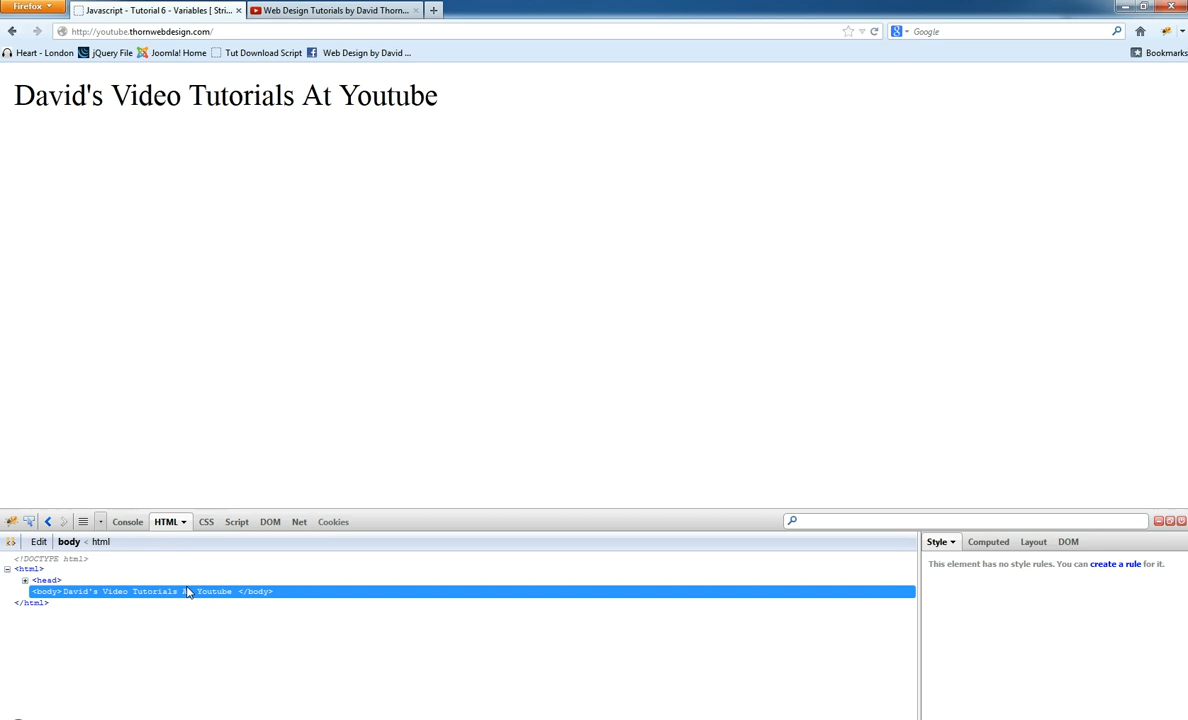 Firefox
Javascript - Tutorial 6 - Variables [ Stri...
Web Design Tutorials by David Thorn...
http://youtube.thornwebdesign.com/
Google
Heart - London
jQuery File
Joomla! Home
Tut Download Script
Web Design by David ...
Bookmarks
David's Video Tutorials At Youtube
Console
HTML
CSS
Script
DOM
Net
Cookies
Edit
body < html
Style
Computed
Layout
DOM
<!DOCTYPE html>
<html>
<head>
<body>David's Video Tutorials At Youtube </body>
</html>
This element has no style rules. You can create a rule for it.